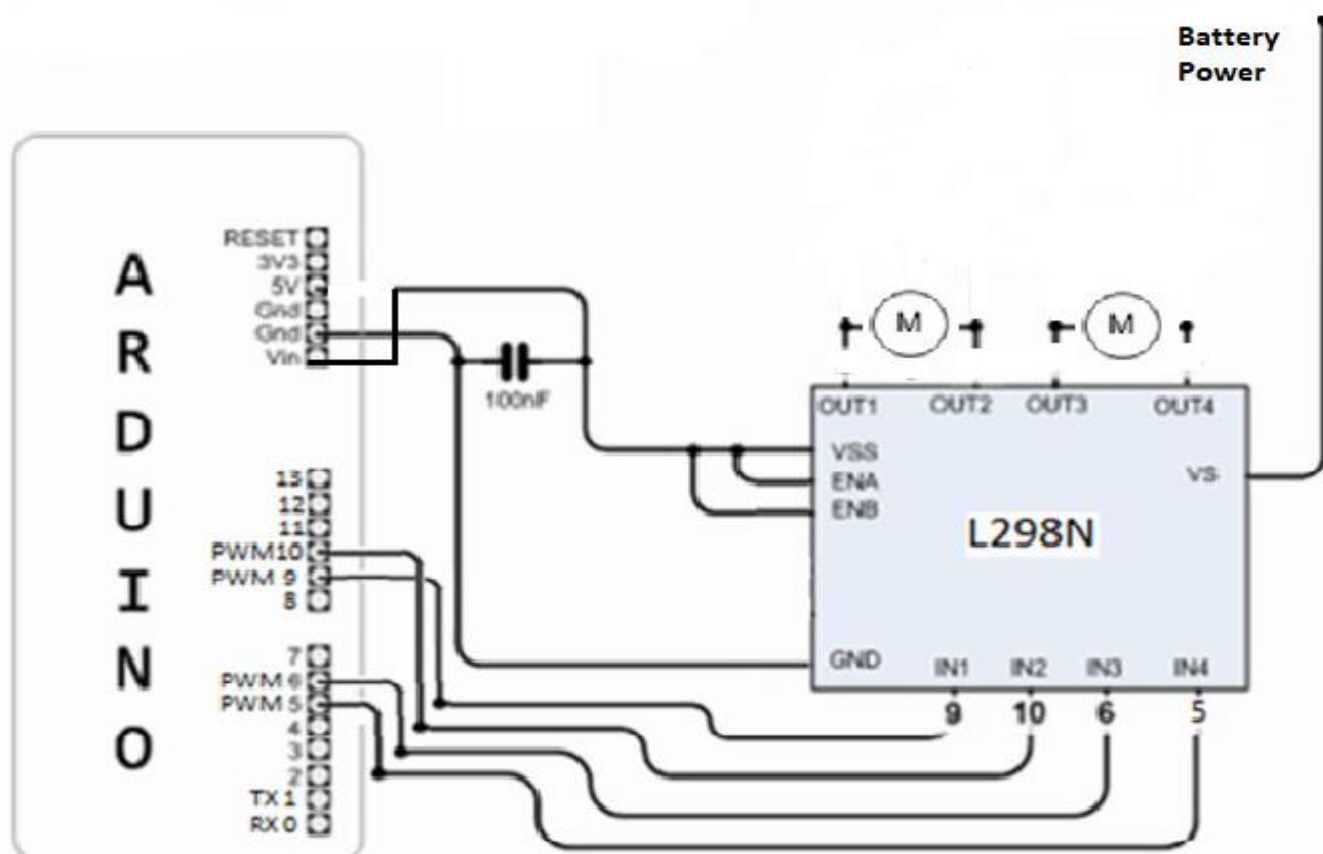 Battery
Power
ARDUINO
RESET
3V3
5V
Gnd
Gnd
Vin
100nF
M
M
OUT1 OUT2 OUT3 OUT4
VSS
ENA
ENB
VS
L298N
13
12
11
PWM10
PWM 9
8
7
PWM 6
PWM 5
4
3
2
TX 1
RX 0
GND
IN1 IN2 IN3 IN4
9 10 6 5